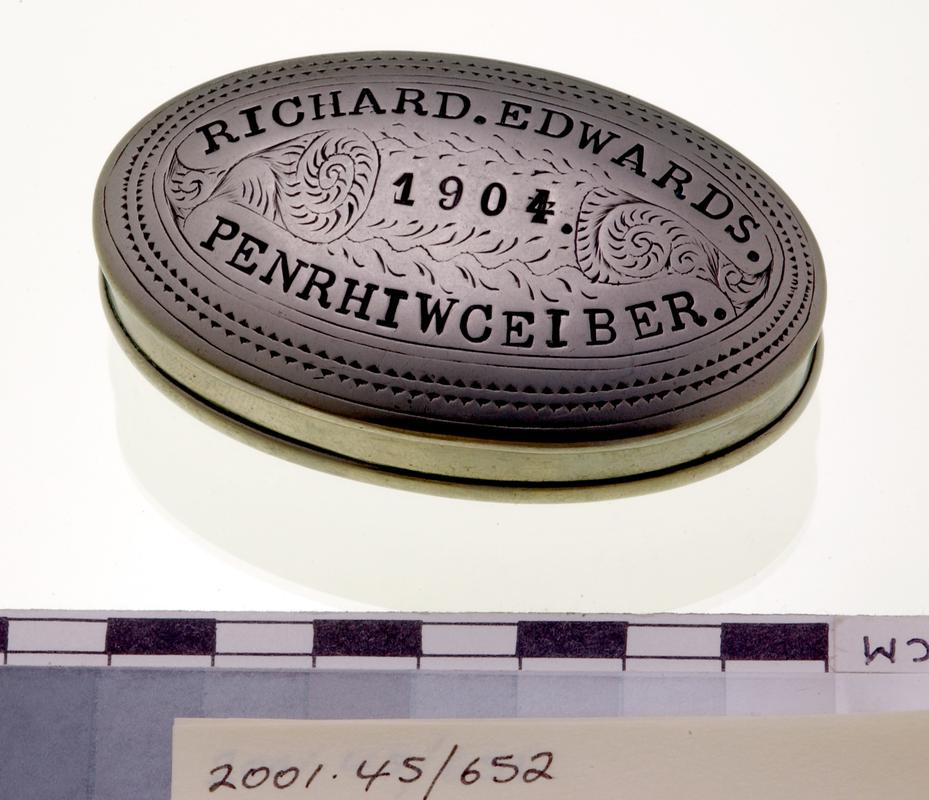 RICHARD.EDWARDS.
1904.
PENRHIWCEIBER.
CM
2001.45/652